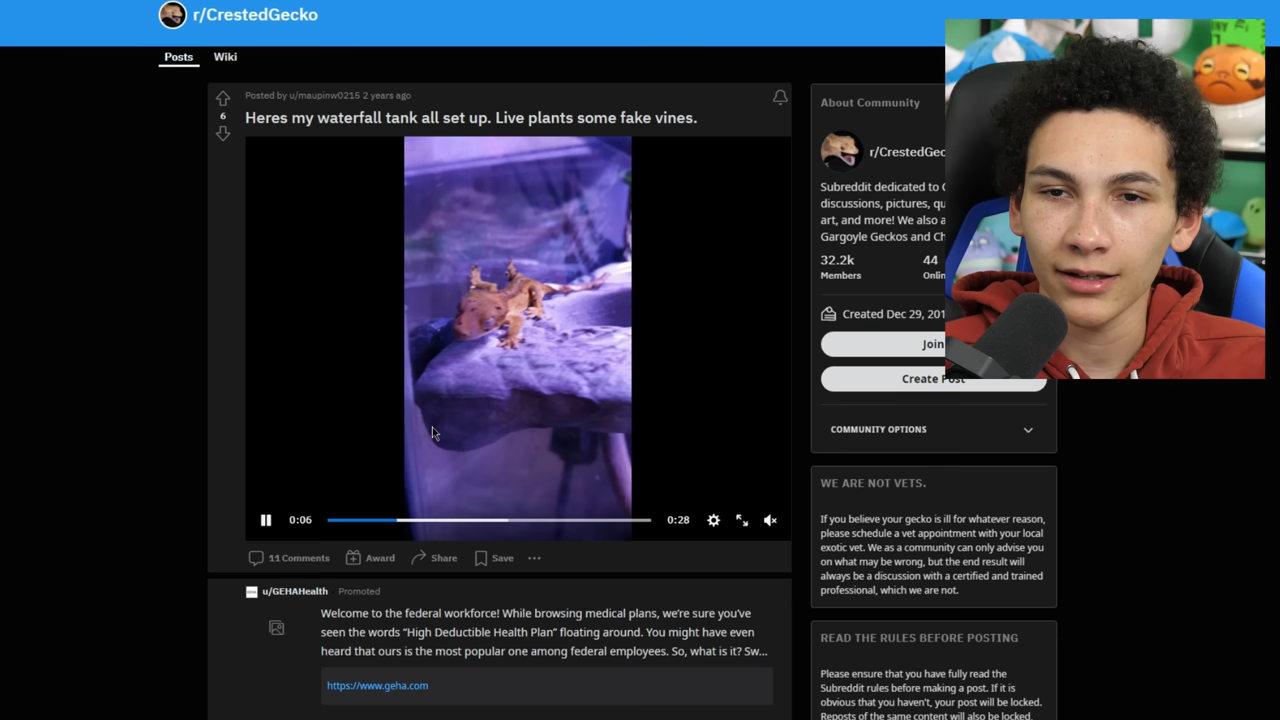 r/CrestedGecko
Posts
Wiki
Posted by u/maupinw0215 2 years ago
6
Heres my waterfall tank all set up. Live plants some fake vines.
0:06
0:28
11 Comments
Award
Share
Save
u/GEHAHealth
Promoted
Welcome to the federal workforce! While browsing medical plans, we're sure you've
seen the words "High Deductible Health Plan" floating around. You might have even
heard that ours is the most popular one among federal employees. So, what is it? Sw...
https://www.geha.com
About Community
r/CrestedGec
Subreddit dedicated to
discussions, pictures, qu
art, and more! We also a
Gargoyle Geckos and Ch
32.2k
44
Members
Onlin
Created Dec 29, 201
Join
Create Post
COMMUNITY OPTIONS
WE ARE NOT VETS.
If you believe your gecko is ill for whatever reason,
please schedule a vet appointment with your local
exotic vet. We as a community can only advise you
on what may be wrong, but the end result will
always be a discussion with a certified and trained
professional, which we are not.
READ THE RULES BEFORE POSTING
Please ensure that you have fully read the
Subreddit rules before making a post. If it is
obvious that you haven't, your post will be locked.
Reposts of the same content will also be locked.